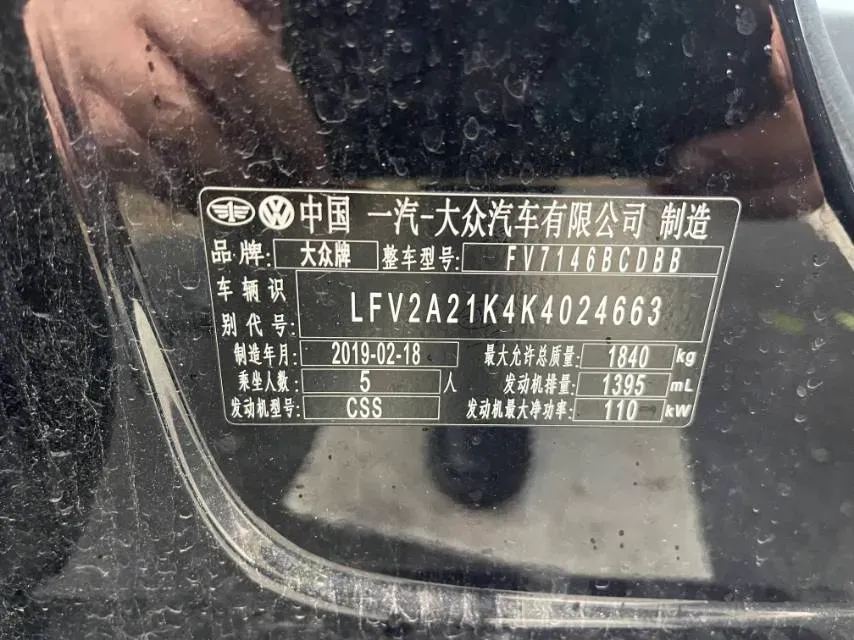 中国 一汽-大众汽车有限公司 制造
品牌: 大众牌 整车型号: FV7146BCDBB
车辆识别代号: LFV2A21K4K4024663
制造年月: 2019-02-18 最大允许总质量: 1840 kg
乘坐人数: 5 人 发动机排量: 1395 mL
发动机型号: CSS 发动机最大净功率: 110 kW